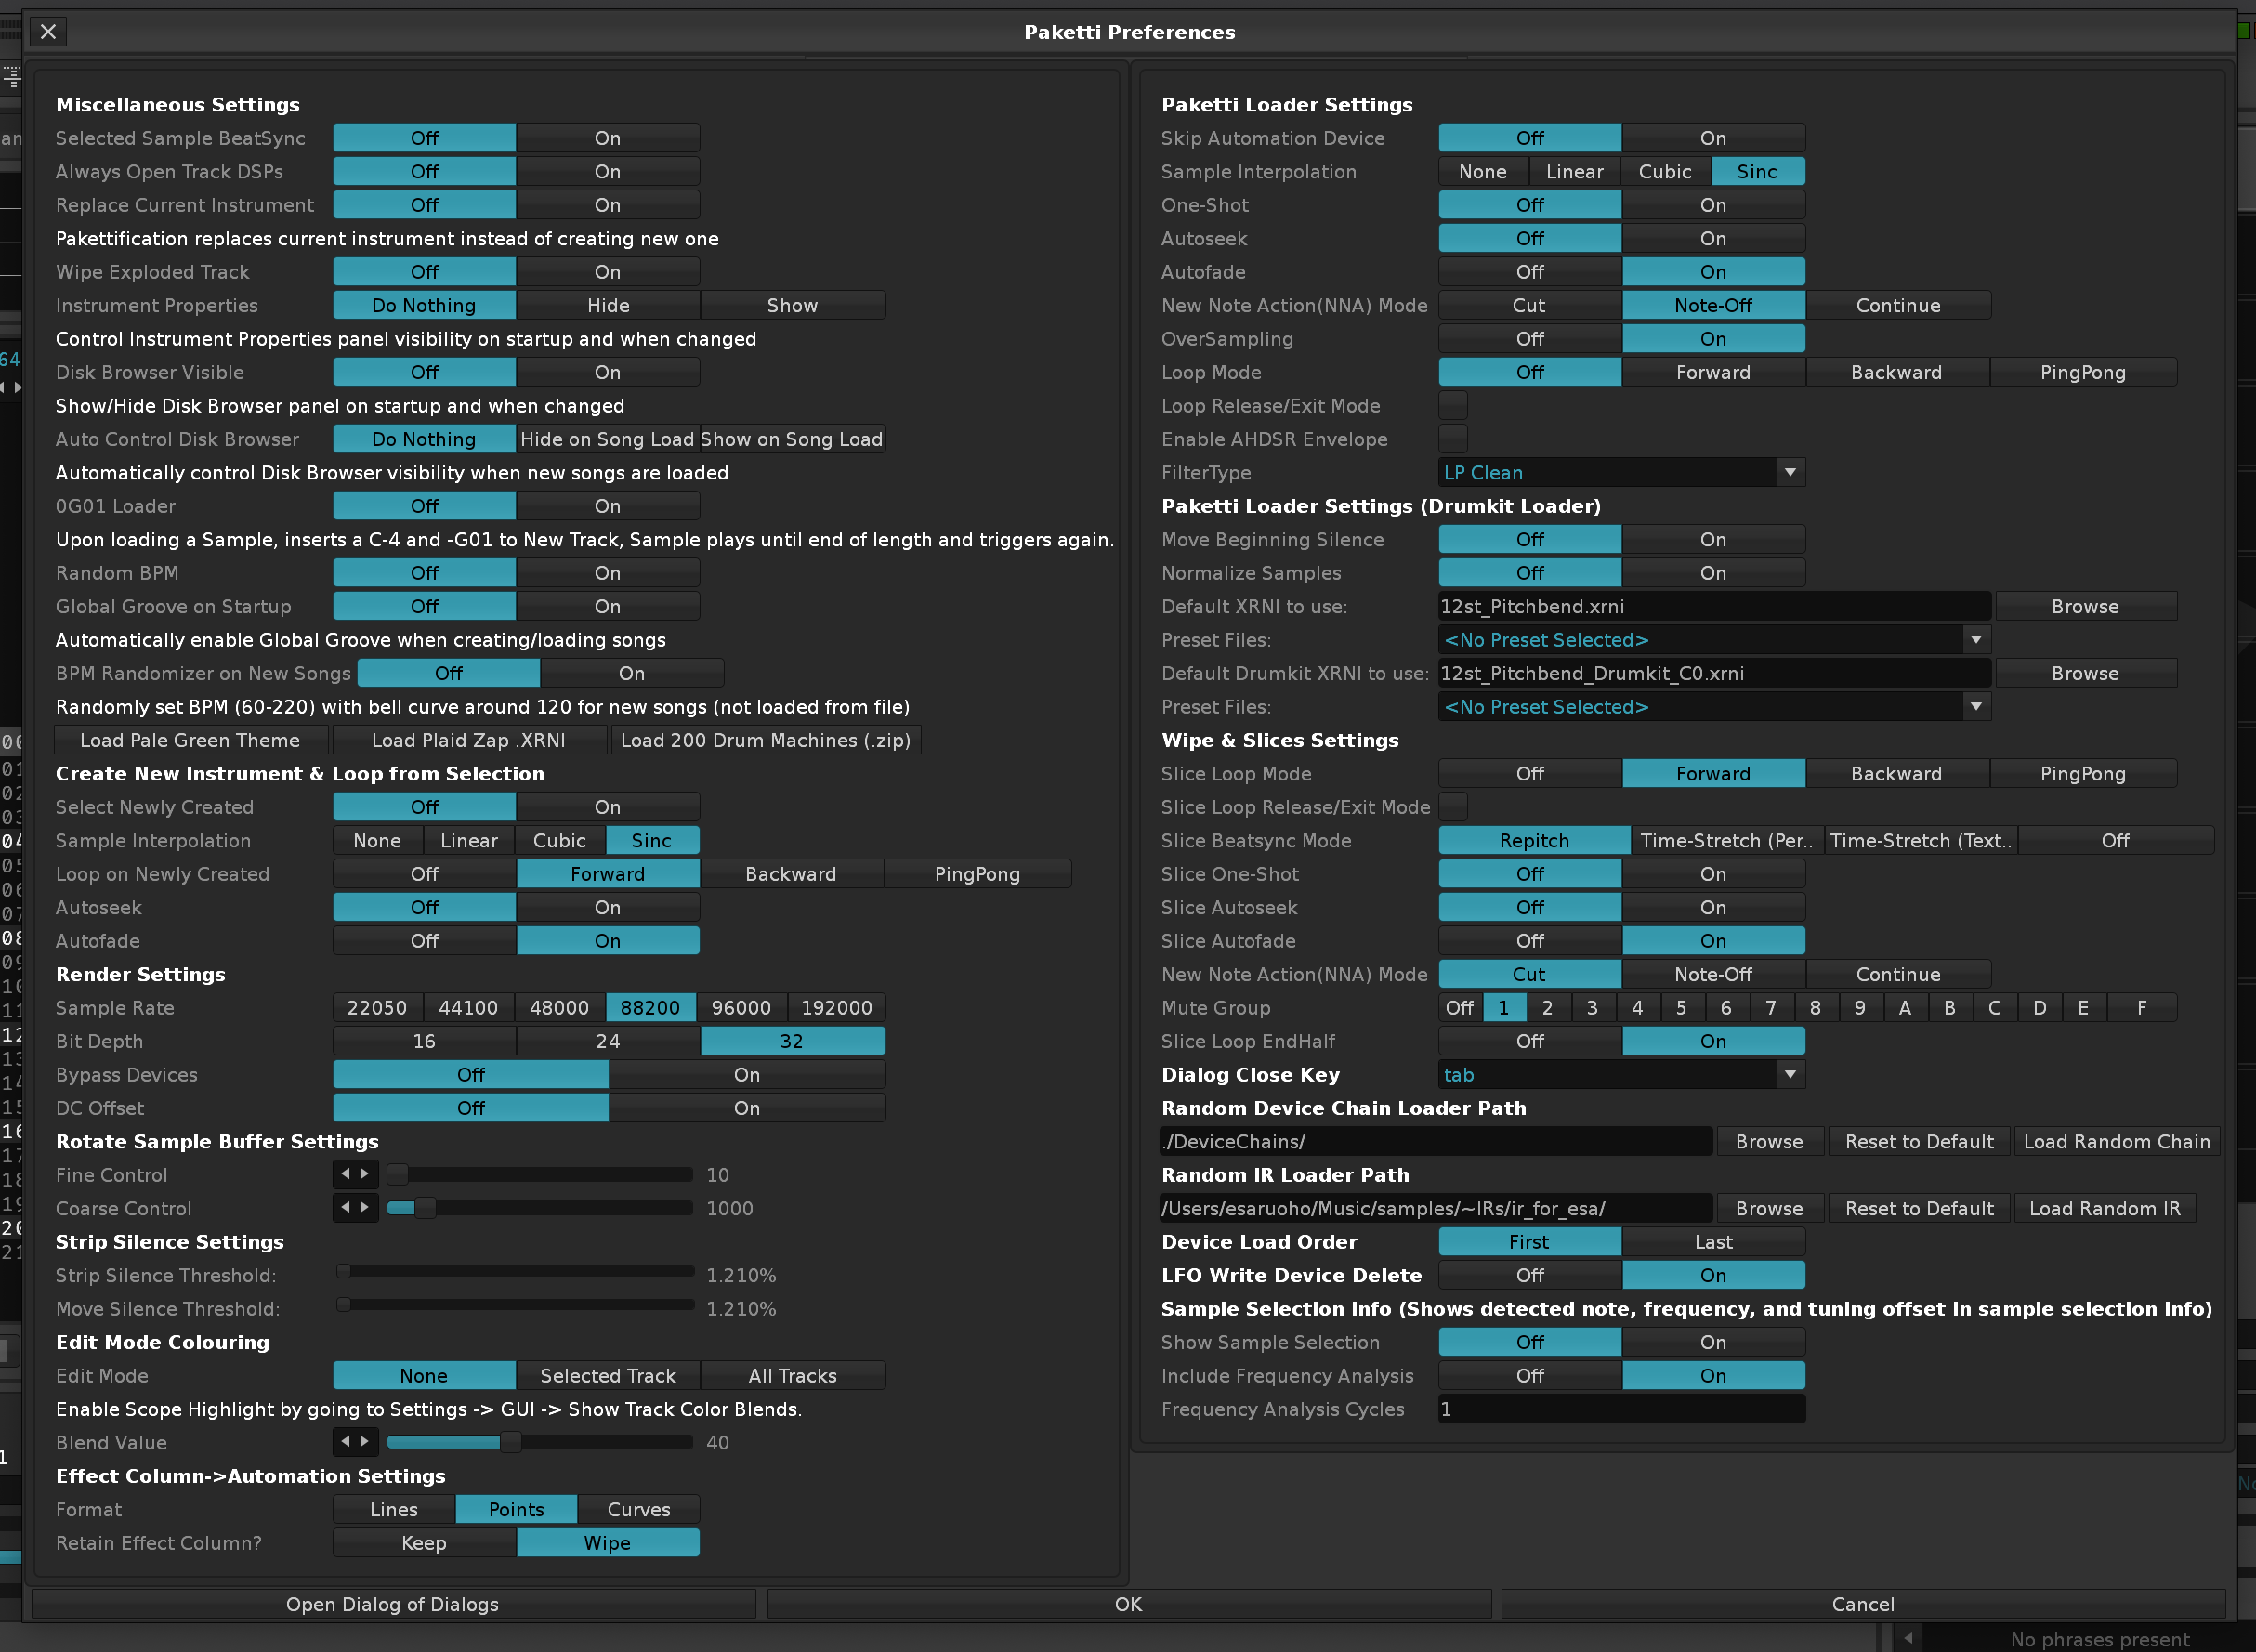 Paketti Preferences
Miscellaneous Settings
Selected Sample BeatSync Off On
Always Open Track DSPs Off On
Replace Current Instrument Off On
Pakettification replaces current instrument instead of creating new one
Wipe Exploded Track Off On
Instrument Properties Do Nothing Hide Show
Control Instrument Properties panel visibility on startup and when changed
Disk Browser Visible Off On
Show/Hide Disk Browser panel on startup and when changed
Auto Control Disk Browser Do Nothing Hide on Song Load Show on Song Load
Automatically control Disk Browser visibility when new songs are loaded
0G01 Loader Off On
Upon loading a Sample, inserts a C-4 and -G01 to New Track, Sample plays until end of length and triggers again.
Random BPM Off On
Global Groove on Startup Off On
Automatically enable Global Groove when creating/loading songs
BPM Randomizer on New Songs Off On
Randomly set BPM (60-220) with bell curve around 120 for new songs (not loaded from file)
Load Pale Green Theme Load Plaid Zap .XRNI Load 200 Drum Machines (.zip)
Create New Instrument & Loop from Selection
Select Newly Created Off On
Sample Interpolation None Linear Cubic Sinc
Loop on Newly Created Off Forward Backward PingPong
Autoseek Off On
Autofade Off On
Render Settings
Sample Rate 22050 44100 48000 88200 96000 192000
Bit Depth 16 24 32
Bypass Devices Off On
DC Offset Off On
Rotate Sample Buffer Settings
Fine Control 10
Coarse Control 1000
Strip Silence Settings
Strip Silence Threshold: 1.210%
Move Silence Threshold: 1.210%
Edit Mode Colouring
Edit Mode None Selected Track All Tracks
Enable Scope Highlight by going to Settings -> GUI -> Show Track Color Blends.
Blend Value 40
Effect Column->Automation Settings
Format Lines Points Curves
Retain Effect Column? Keep Wipe
Paketti Loader Settings
Skip Automation Device Off On
Sample Interpolation None Linear Cubic Sinc
One-Shot Off On
Autoseek Off On
Autofade Off On
New Note Action(NNA) Mode Cut Note-Off Continue
OverSampling Off On
Loop Mode Off Forward Backward PingPong
Loop Release/Exit Mode
Enable AHDSR Envelope
FilterType LP Clean
Paketti Loader Settings (Drumkit Loader)
Move Beginning Silence Off On
Normalize Samples Off On
Default XRNI to use: 12st_Pitchbend.xrni Browse
Preset Files: <No Preset Selected>
Default Drumkit XRNI to use: 12st_Pitchbend_Drumkit_C0.xrni Browse
Preset Files: <No Preset Selected>
Wipe & Slices Settings
Slice Loop Mode Off Forward Backward PingPong
Slice Loop Release/Exit Mode
Slice Beatsync Mode Repitch Time-Stretch (Per.. Time-Stretch (Text.. Off
Slice One-Shot Off On
Slice Autoseek Off On
Slice Autofade Off On
New Note Action(NNA) Mode Cut Note-Off Continue
Mute Group Off 1 2 3 4 5 6 7 8 9 A B C D E F
Slice Loop EndHalf Off On
Dialog Close Key tab
Random Device Chain Loader Path
./DeviceChains/ Browse Reset to Default Load Random Chain
Random IR Loader Path
/Users/esaruoho/Music/samples/~IRs/ir_for_esa/ Browse Reset to Default Load Random IR
Device Load Order First Last
LFO Write Device Delete Off On
Sample Selection Info (Shows detected note, frequency, and tuning offset in sample selection info)
Show Sample Selection Off On
Include Frequency Analysis Off On
Frequency Analysis Cycles 1
Open Dialog of Dialogs OK Cancel
No phrases present